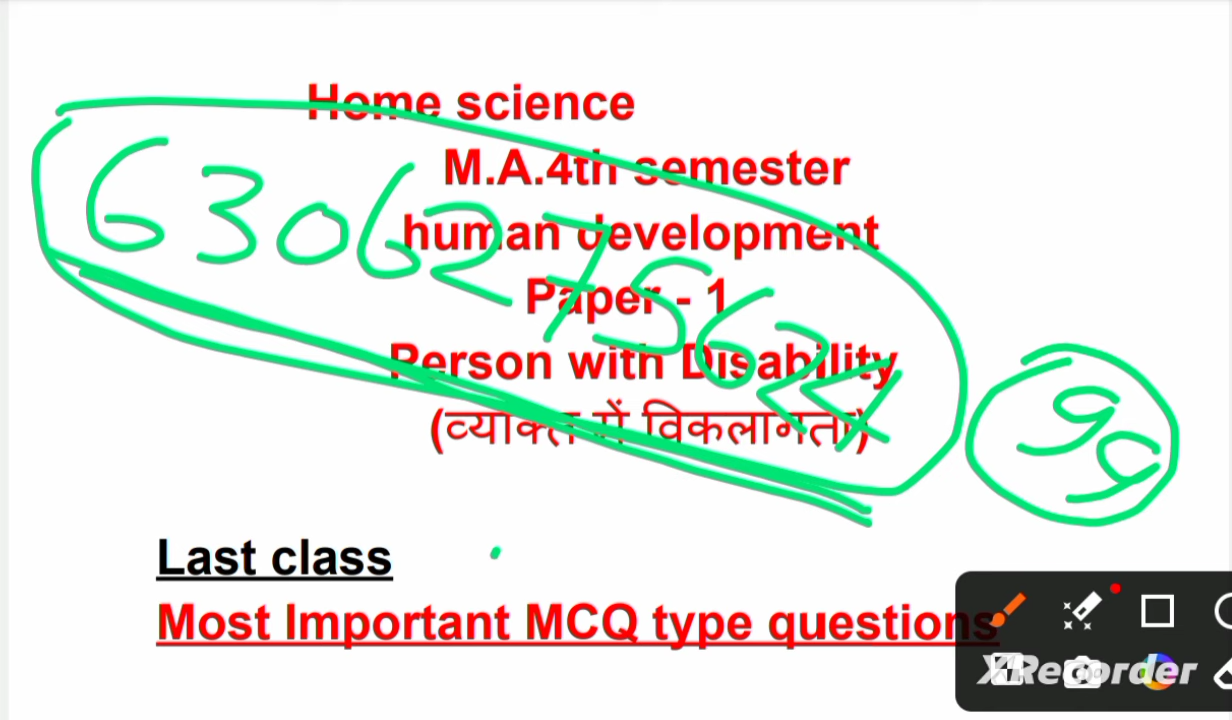 Home science
M.A.4th semester
human development
Paper - 1
Person with Disability
(व्यक्ति में विकलांगता)
6306275624
99
Last class
Most Important MCQ type questions
XRecorder